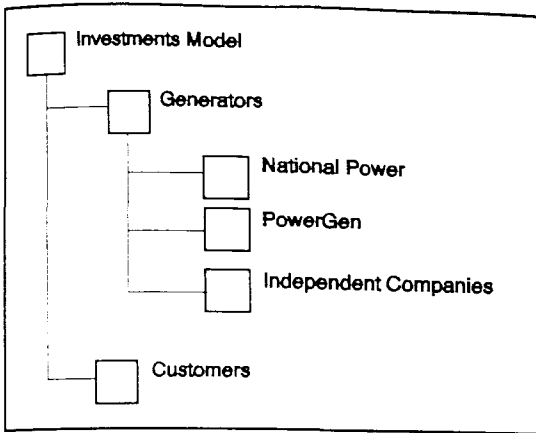 Investments Model
Generators
National Power
PowerGen
Independent Companies
Customers